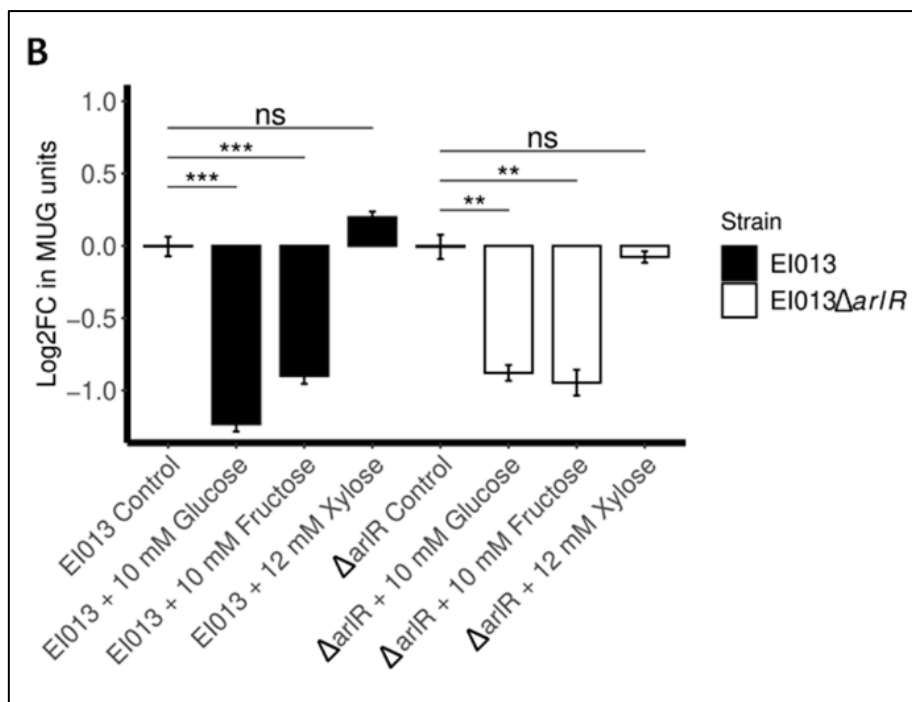 B
Log2FC in MUG units
1.0
0.5
0.0
−0.5
−1.0
ns
***
***
ns
**
**
Strain
EI013
EI013ΔarlR
EI013 Control
EI013 + 10 mM Glucose
EI013 + 10 mM Fructose
EI013 + 12 mM Xylose
ΔarlR Control
ΔarlR + 10 mM Glucose
ΔarlR + 10 mM Fructose
ΔarlR + 12 mM Xylose